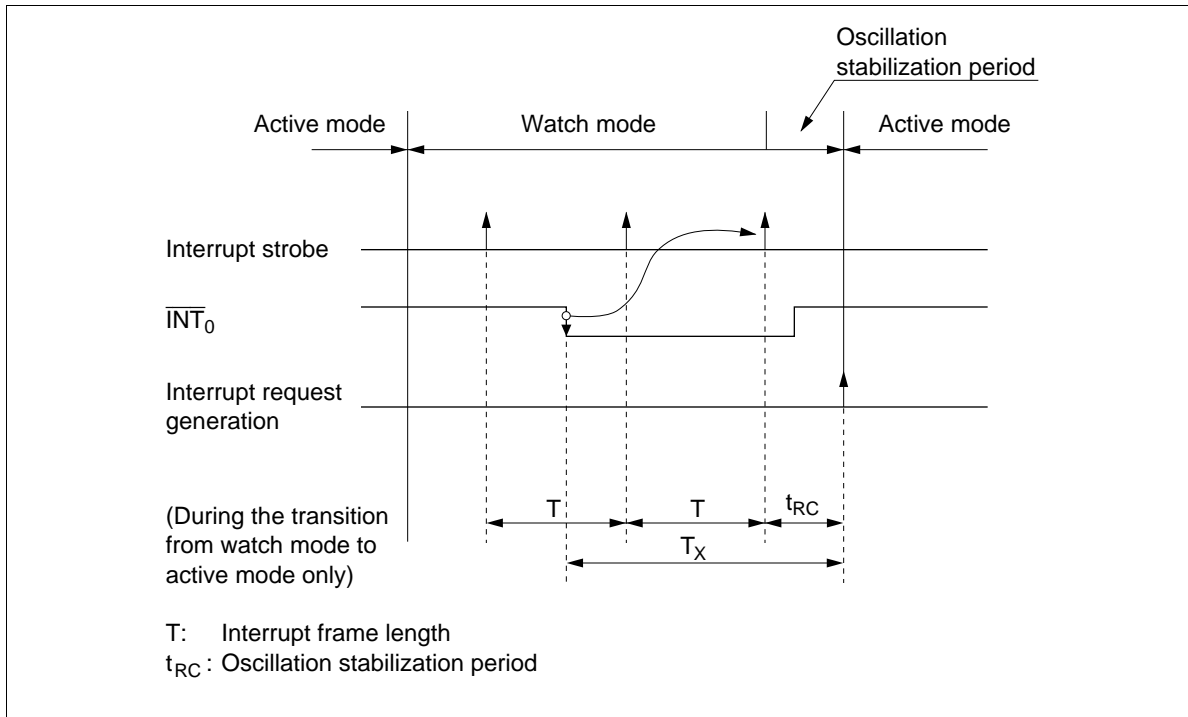 Oscillation
stabilization period
Active mode
Watch mode
Active mode
Interrupt strobe
INT0
Interrupt request
generation
T
T
tRC
TX
(During the transition
from watch mode to
active mode only)
T: Interrupt frame length
tRC : Oscillation stabilization period